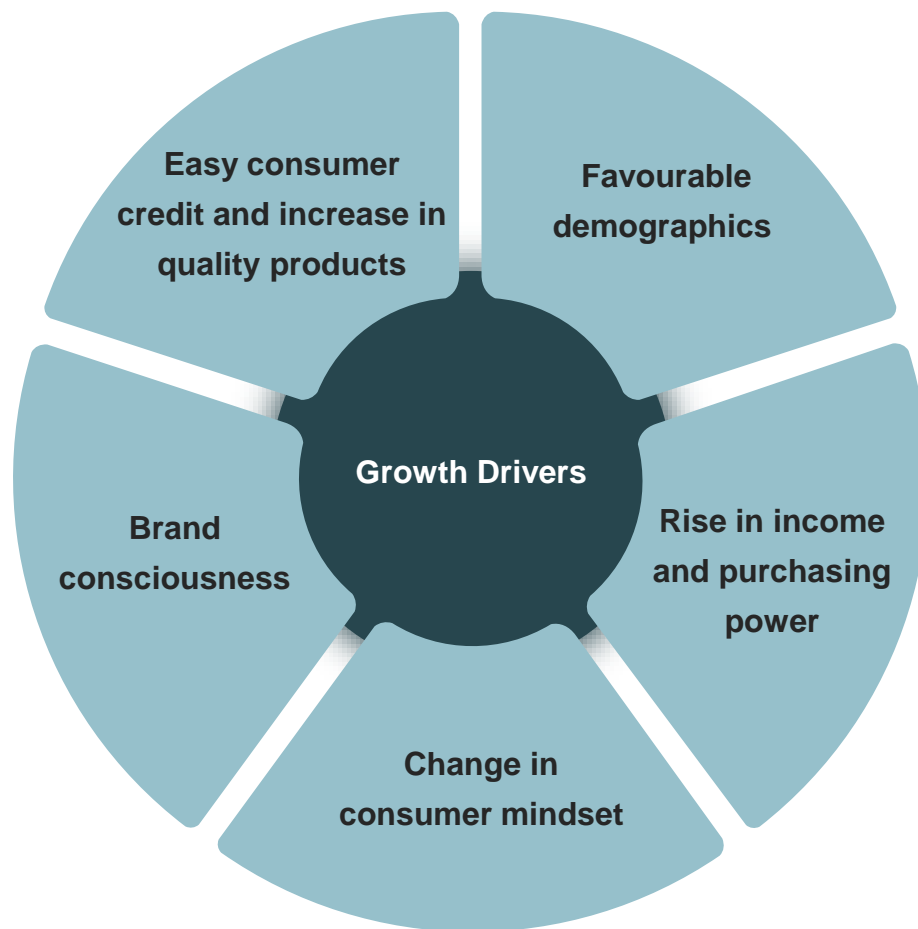 Easy consumer
credit and increase in
quality products
Favourable
demographics
Growth Drivers
Brand
consciousness
Rise in income
and purchasing
power
Change in
consumer mindset